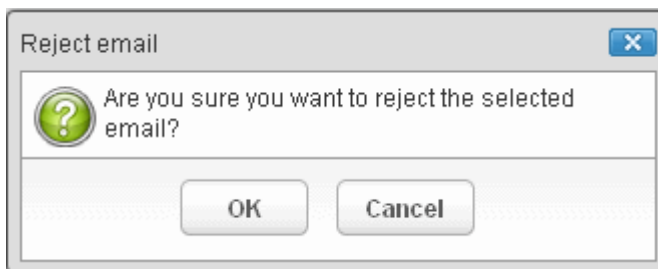 Reject email
Are you sure you want to reject the selected
email?
OK
Cancel